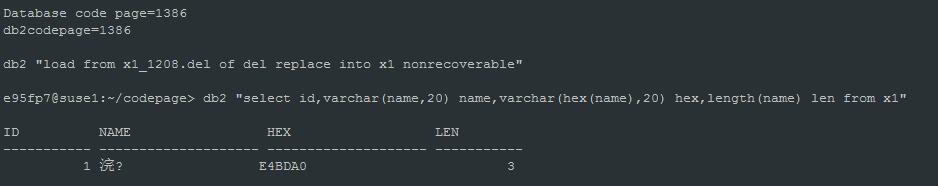 Database code page=1386
db2codepage=1386
db2 "load from x1_1208.del of del replace into x1 nonrecoverable"
e95fp7@suse1:~/codepage> db2 "select id,varchar(name,20) name,varchar(hex(name),20) hex,length(name) len from x1"
ID          NAME                 HEX                  LEN
----------- -------------------- -------------------- -----------
          1 浣?                  E4BDA0                         3